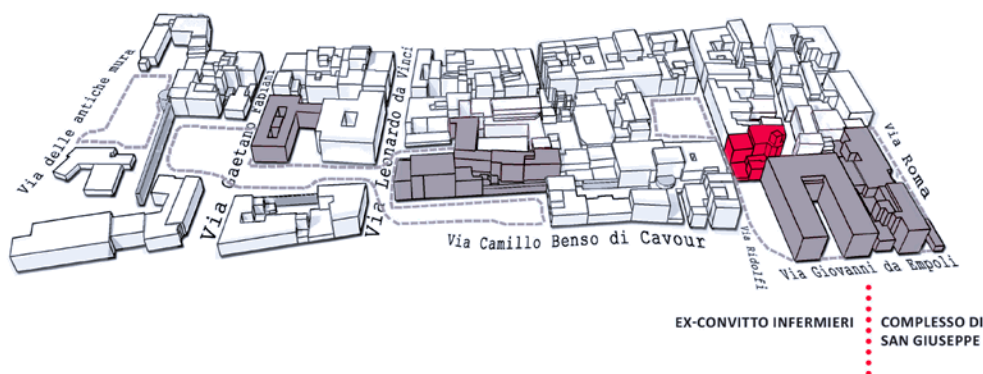 Via delle antiche mura
Via Gaetano Fabiani
Via Leonardo da Vinci
Via Camillo Benso di Cavour
Via Ridolfi
Via Roma
Via Giovanni da Empoli
EX-CONVITTO INFERMIERI
COMPLESSO DI
SAN GIUSEPPE